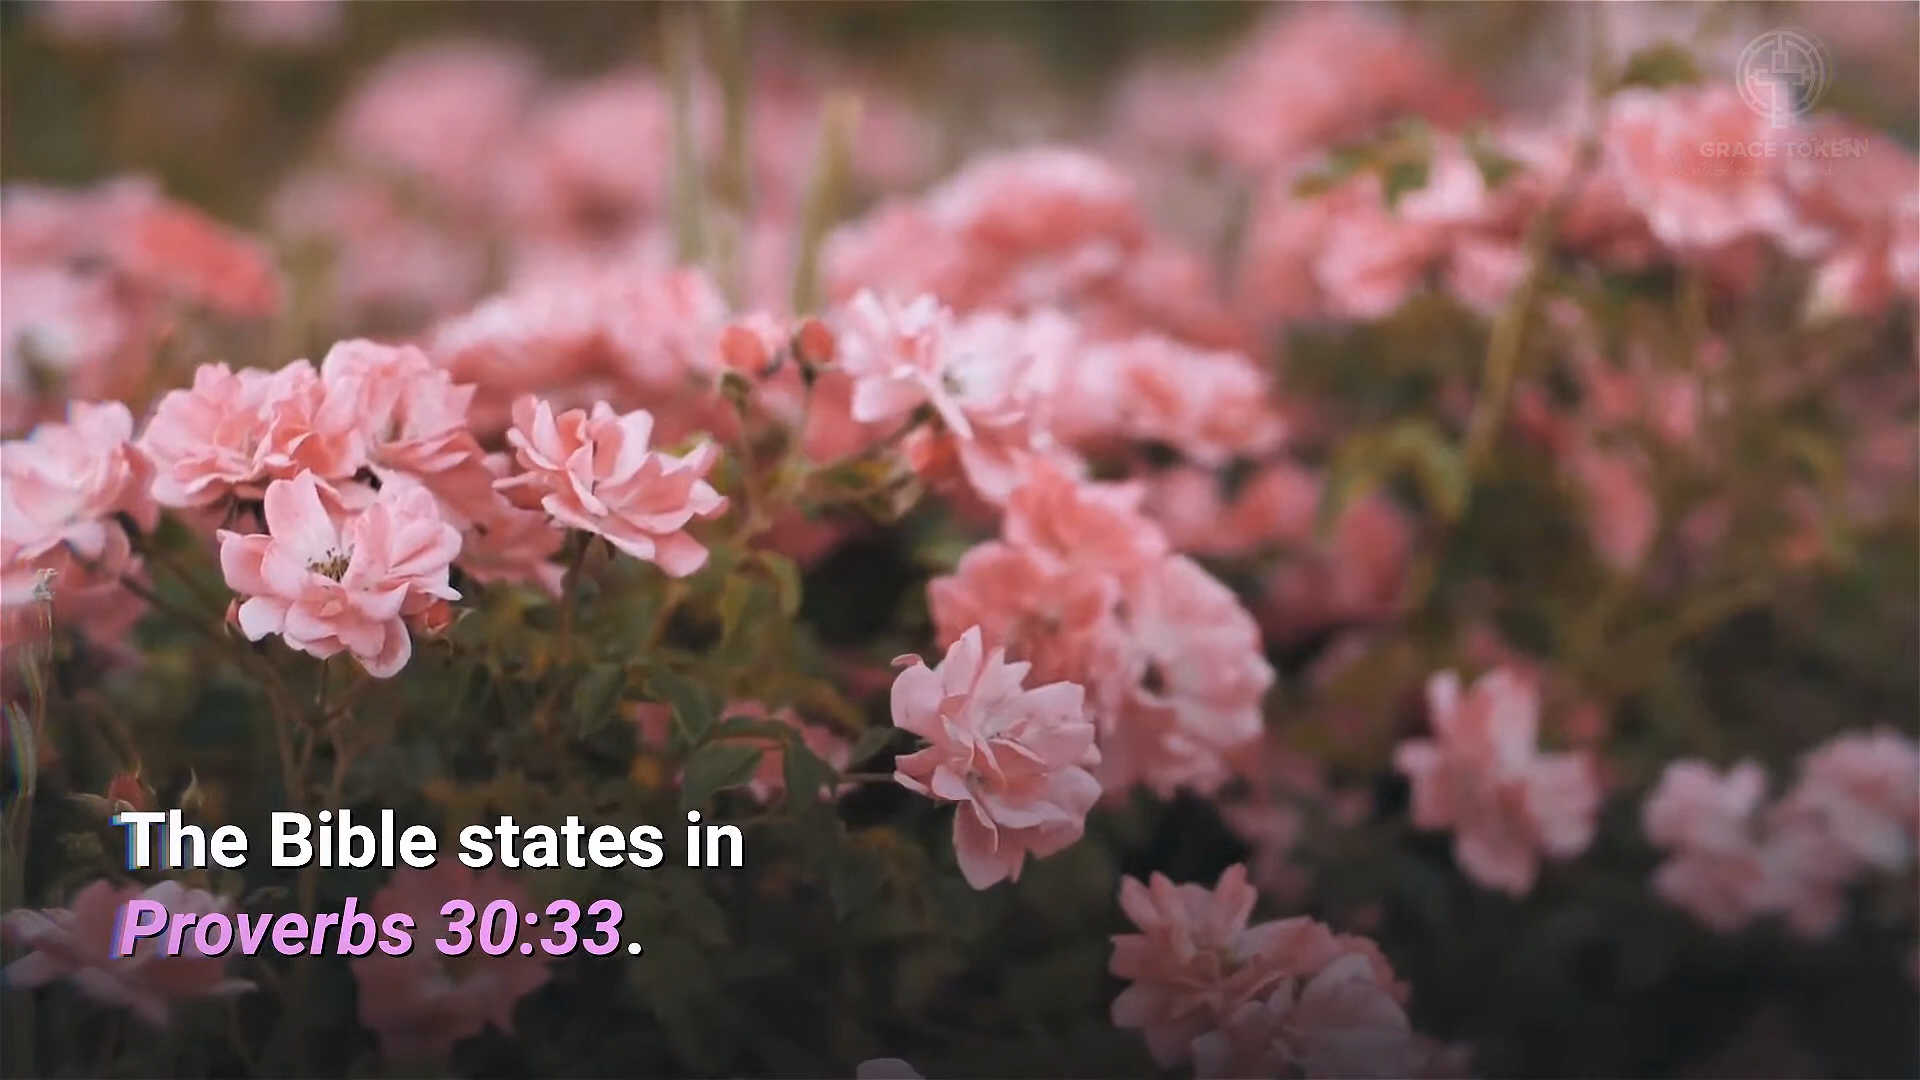 GRACE TOKEN
The Bible states in
Proverbs 30:33.